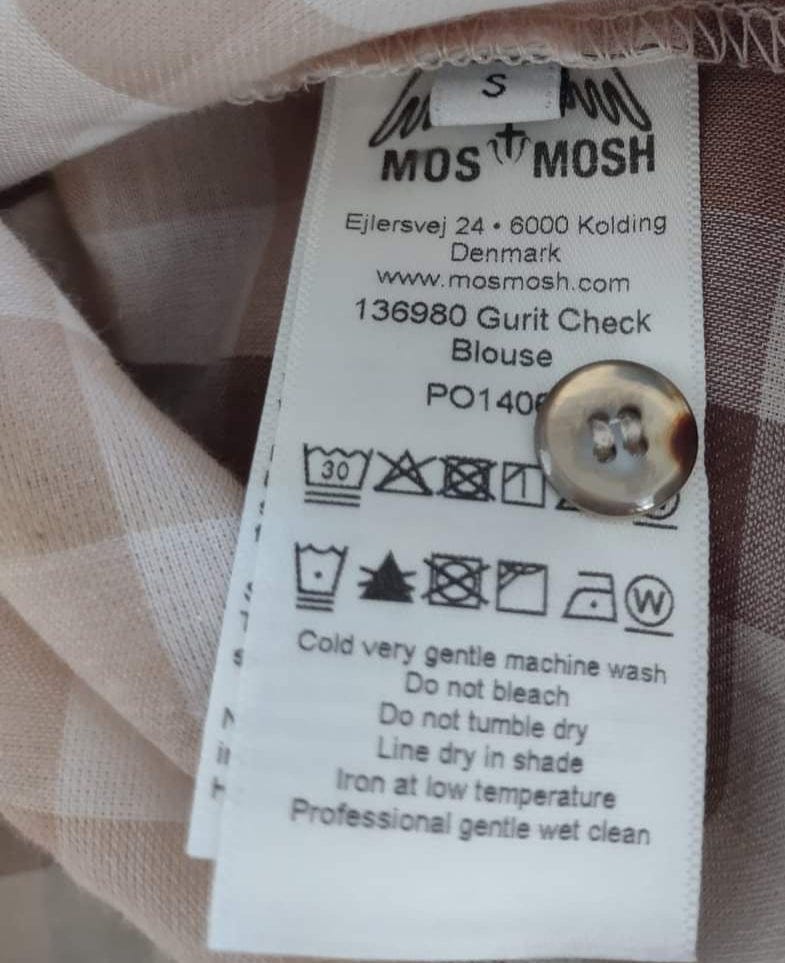 S
MOS MOSH
Ejlersvej 24 • 6000 Kolding
Denmark
www.mosmosh.com
136980 Gurit Check
Blouse
30
W
Cold very gentle machine wash
Do not bleach
Do not tumble dry
Line dry in shade
Iron at low temperature
Professional gentle wet clean